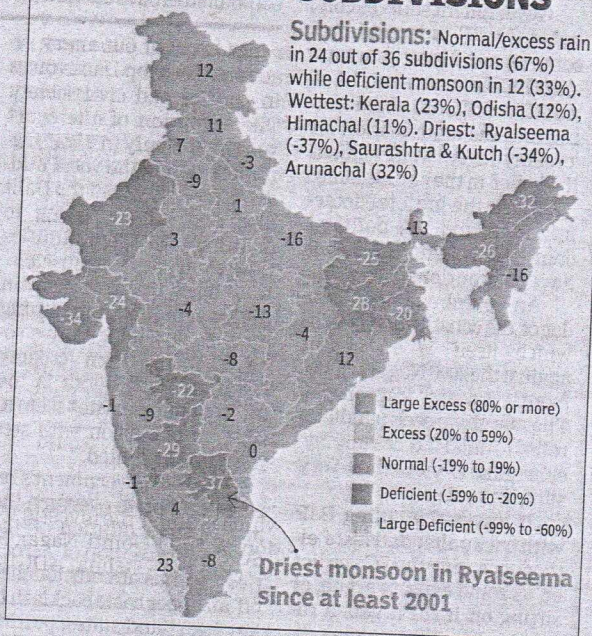 SUBDIVISIONS
Subdivisions: Normal/excess rain
in 24 out of 36 subdivisions (67%)
while deficient monsoon in 12 (33%).
Wettest: Kerala (23%), Odisha (12%),
Himachal (11%). Driest: Ryalseema
(-37%), Saurashtra & Kutch (-34%),
Arunachal (32%)
12
11
7
-3
-9
1
-23
3
-16
-13
-32
-25
-26
-16
-24
-34
-4
-13
-28
-20
-4
-8
12
-22
-1
-9
-2
-29
0
-1
-37
4
23
-8
Large Excess (80% or more)
Excess (20% to 59%)
Normal (-19% to 19%)
Deficient (-59% to -20%)
Large Deficient (-99% to -60%)
Driest monsoon in Ryalseema
since at least 2001